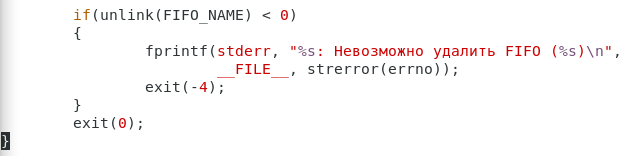 if(unlink(FIFO_NAME) < 0)
{
fprintf(stderr, "%s: Невозможно удалить FIFO (%s)\n",
__FILE__, strerror(errno));
exit(-4);
}
exit(0);
}